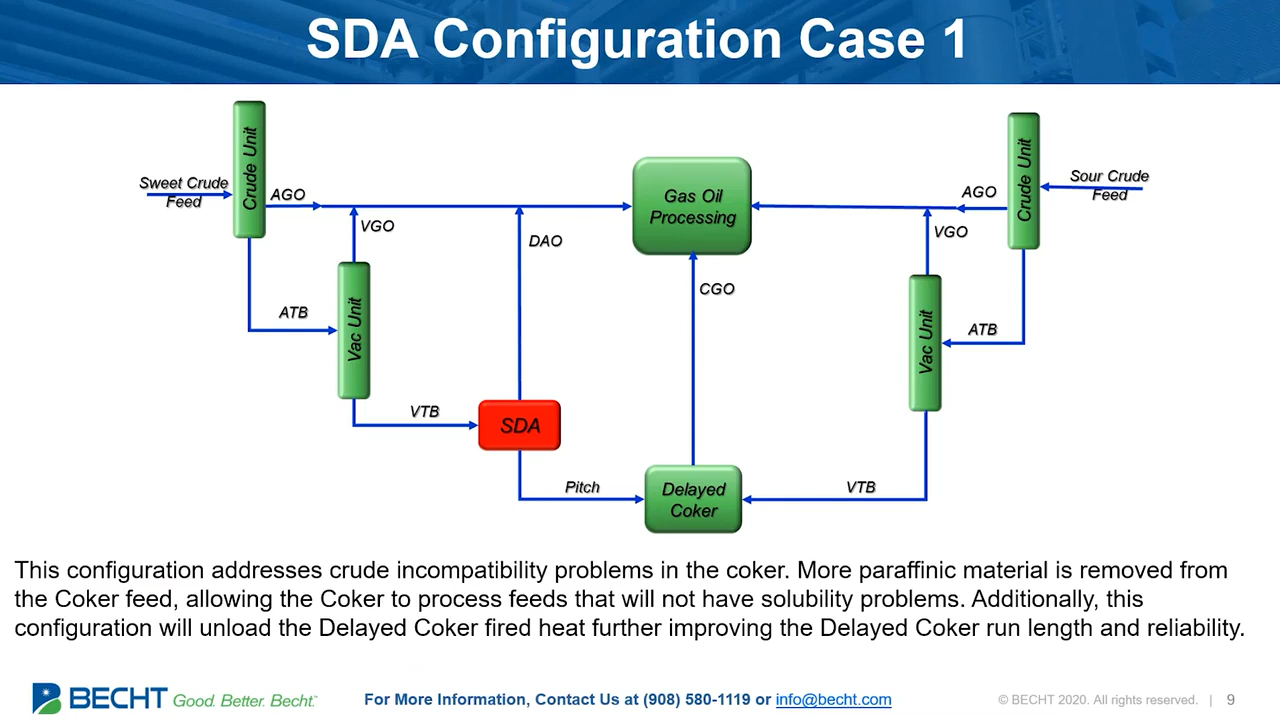 SDA Configuration Case 1
Crude Unit
Sweet Crude
Feed
AGO
VGO
DAO
Gas Oil
Processing
AGO
Crude Unit
Sour Crude
Feed
VGO
CGO
ATB
Vac Unit
Vac Unit
ATB
VTB
SDA
Pitch
Delayed
Coker
VTB
This configuration addresses crude incompatibility problems in the coker. More paraffinic material is removed from
the Coker feed, allowing the Coker to process feeds that will not have solubility problems. Additionally, this
configuration will unload the Delayed Coker fired heat further improving the Delayed Coker run length and reliability.
BECHT Good. Better. Becht.™
For More Information, Contact Us at (908) 580-1119 or info@becht.com
© BECHT 2020. All rights reserved. | 9